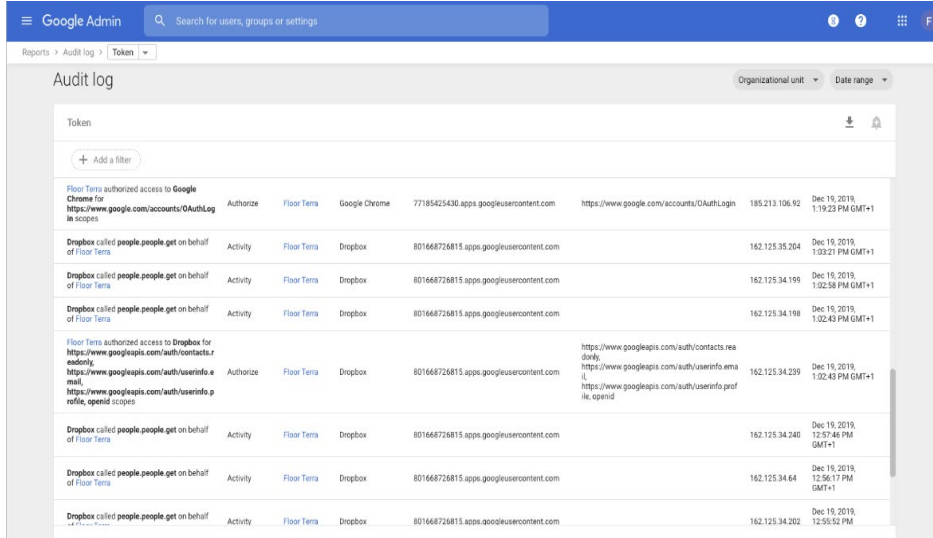 Google Admin
Search for users, groups or settings
8 ? F
Reports > Audit log > Token
Audit log
Organizational unit Date range
Token
+ Add a filter
Floor Terra authorized access to Google
Chrome for
https://www.google.com/accounts/OAuthLog
in scopes
Authorize
Floor Terra
Google Chrome
77185425430.apps.googleusercontent.com
https://www.google.com/accounts/OAuthLogin
185.213.106.92
Dec 19, 2019,
1:19:23 PM GMT+1
Dropbox called people.people.get on behalf
of Floor Terra
Activity
Floor Terra
Dropbox
801668726815.apps.googleusercontent.com
162.125.35.204
Dec 19, 2019,
1:03:21 PM GMT+1
Dropbox called people.people.get on behalf
of Floor Terra
Activity
Floor Terra
Dropbox
801668726815.apps.googleusercontent.com
162.125.34.199
Dec 19, 2019,
1:02:58 PM GMT+1
Dropbox called people.people.get on behalf
of Floor Terra
Activity
Floor Terra
Dropbox
801668726815.apps.googleusercontent.com
162.125.34.198
Dec 19, 2019,
1:02:43 PM GMT+1
Floor Terra authorized access to Dropbox for
https://www.googleapis.com/auth/contacts.r
eadonly,
https://www.googleapis.com/auth/userinfo.e
mail,
https://www.googleapis.com/auth/userinfo.p
rofile, openid scopes
Authorize
Floor Terra
Dropbox
801668726815.apps.googleusercontent.com
https://www.googleapis.com/auth/contacts.rea
donly,
https://www.googleapis.com/auth/userinfo.ema
il,
https://www.googleapis.com/auth/userinfo.prof
ile, openid
162.125.34.239
Dec 19, 2019,
1:02:43 PM GMT+1
Dropbox called people.people.get on behalf
of Floor Terra
Activity
Floor Terra
Dropbox
801668726815.apps.googleusercontent.com
162.125.34.240
Dec 19, 2019,
12:57:46 PM
GMT+1
Dropbox called people.people.get on behalf
of Floor Terra
Activity
Floor Terra
Dropbox
801668726815.apps.googleusercontent.com
162.125.34.64
Dec 19, 2019,
12:56:17 PM
GMT+1
Dropbox called people.people.get on behalf
of Floor Terra
Activity
Floor Terra
Dropbox
801668726815.apps.googleusercontent.com
162.125.34.202
Dec 19, 2019,
12:55:52 PM